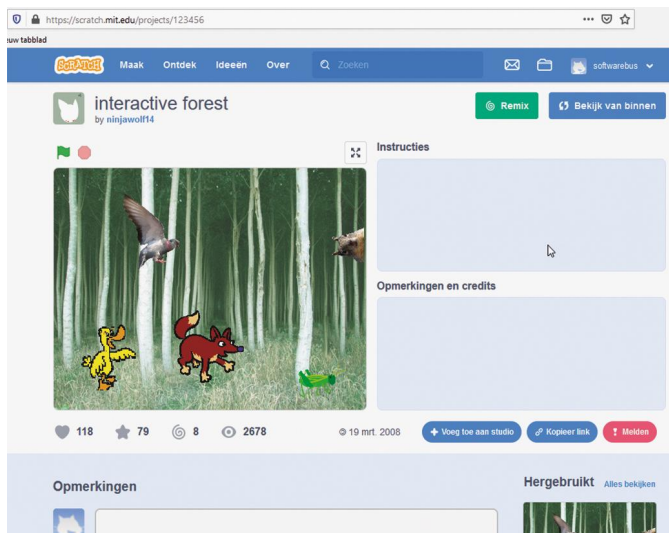 https://scratch.mit.edu/projects/123456
euw tabblad
SCRATCH Maak Ontdek Ideeën Over Zoeken softwarebus
interactive forest
by ninjawolf14
Remix Bekijk van binnen
Instructies
Opmerkingen en credits
118 79 8 2678 © 19 mrt. 2008 Voeg toe aan studio Kopieer link Melden
Opmerkingen
Hergebruikt Alles bekijken